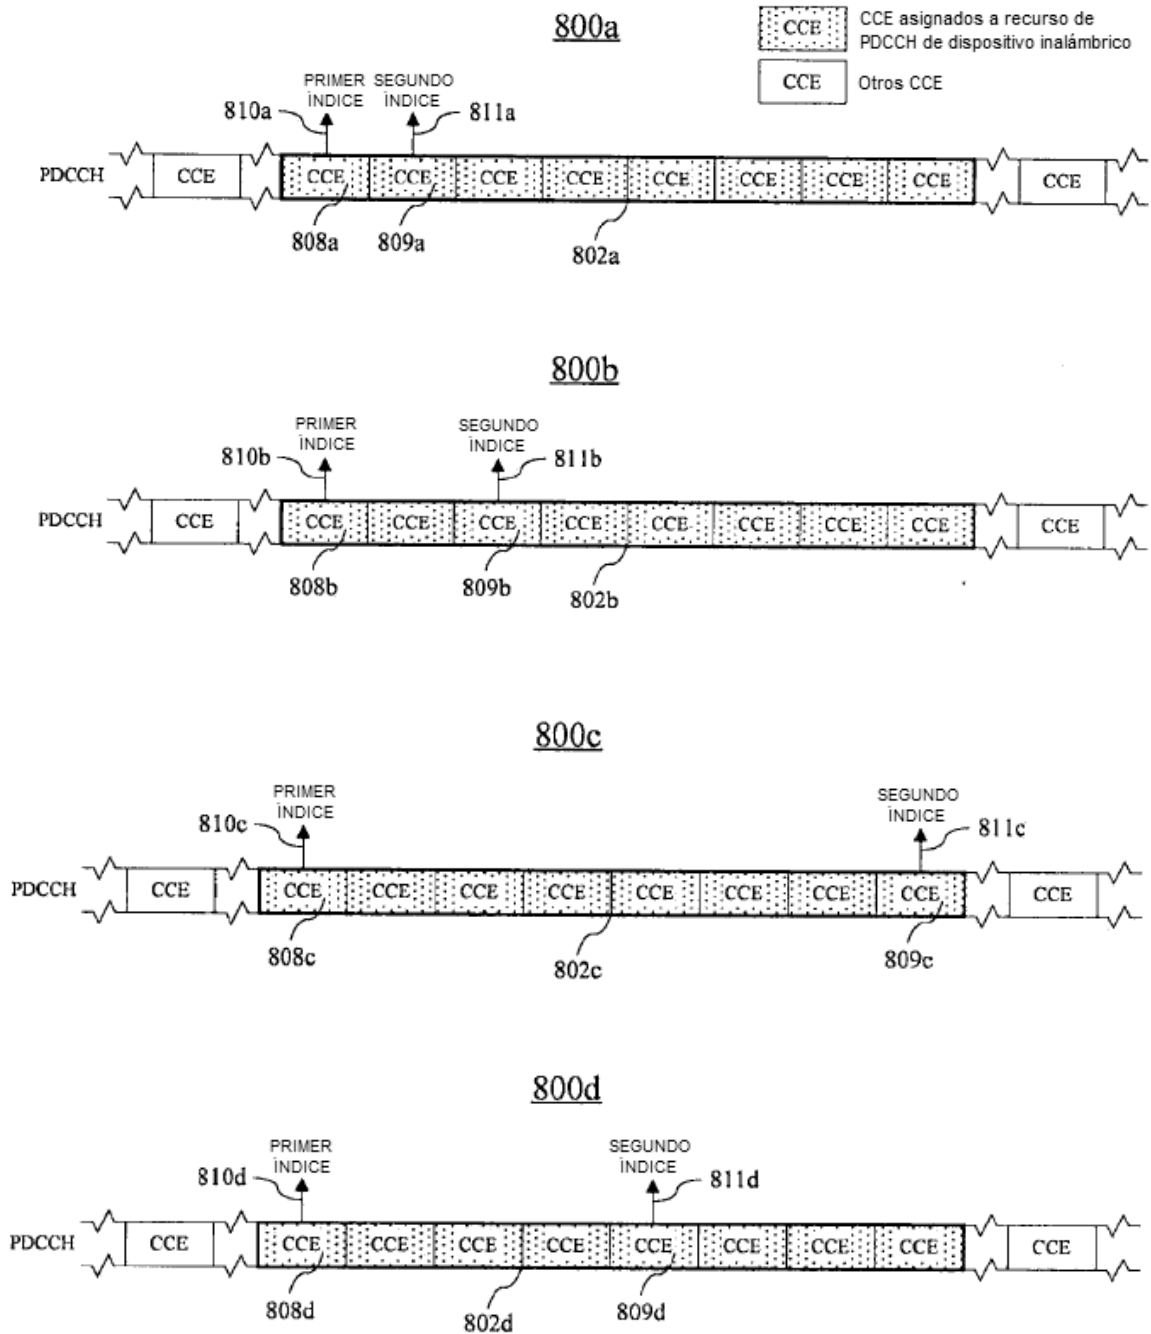 800a
CCE
CCE asignados a recurso de
PDCCH de dispositivo inalámbrico
CCE
Otros CCE
PRIMER
ÍNDICE
SEGUNDO
ÍNDICE
810a
811a
PDCCH
CCE
CCE CCE CCE CCE CCE CCE CCE CCE
CCE
808a
809a
802a
800b
PRIMER
ÍNDICE
SEGUNDO
ÍNDICE
810b
811b
PDCCH
CCE
CCE CCE CCE CCE CCE CCE CCE CCE
CCE
808b
809b
802b
800c
PRIMER
ÍNDICE
SEGUNDO
ÍNDICE
810c
811c
PDCCH
CCE
CCE CCE CCE CCE CCE CCE CCE CCE
CCE
808c
802c
809c
800d
PRIMER
ÍNDICE
SEGUNDO
ÍNDICE
810d
811d
PDCCH
CCE
CCE CCE CCE CCE CCE CCE CCE CCE
CCE
808d
802d
809d